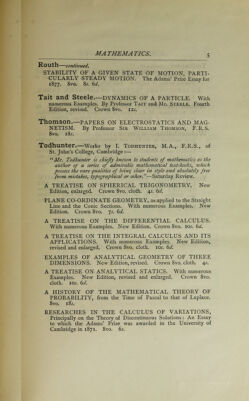 MATHEMATICS. 5
Routh—continued.
STABILITY OF A GIVEN STATE OF MOTION, PARTI-
CULARLY STEADY MOTION. The Adams' Prize Essay for
1877. 8vo. 8s. 6d.
Tait and Steele.—DYNAMICS OF A PARTICLE. With
numerous Examples. By Professor TAIT and MR. STEELE. Fourth
Edition, revised. Crown 8vo. 12s.
Thomson.—PAPERS ON ELECTROSTATICS AND MAG-
NETISM. By Professor SIR WILLIAM THOMSON, F.R.S.
8vo. 18s.
Todhunter.—Works by I. TODHUNTER, M.A., F.R.S., of
St. John's College, Cambridge:—
"Mr. Todhunter is chiefly known to students of mathematics as the
author of a series of admirable mathematical text-books, which
possess the rare qualities of being clear in style and absolutely free
from mistakes, typographical or other."—Saturday Review.
A TREATISE ON SPHERICAL TRIGONOMETRY. New
Edition, enlarged. Crown 8vo. cloth. 4s. 6d.
PLANE CO-ORDINATE GEOMETRY, as applied to the Straight
Line and the Conic Sections. With numerous Examples. New
Edition. Crown 8vo. 7s. 6d.
A TREATISE ON THE DIFFERENTIAL CALCULUS.
With numerous Examples. New Edition. Crown 8vo. 10s. 6d.
A TREATISE ON THE INTEGRAL CALCULUS AND ITS
APPLICATIONS. With numerous Examples. New Edition,
revised and enlarged. Crown 8vo. cloth. 10s. 6d.
EXAMPLES OF ANALYTICAL GEOMETRY OF THREE
DIMENSIONS. New Edition, revised. Crown 8vo. cloth. 4s.
A TREATISE ON ANALYTICAL STATICS. With numerous
Examples. New Edition, revised and enlarged. Crown 8vo.
cloth. 10s. 6d.
A HISTORY OF THE MATHEMATICAL THEORY OF
PROBABILITY, from the Time of Pascal to that of Laplace.
8vo. 18s.
RESEARCHES IN THE CALCULUS OF VARIATIONS,
Principally on the Theory of Discontinuous Solutions: An Essay
to which the Adams' Prize was awarded in the University of
Cambridge in 1871. 8vo. 6s.